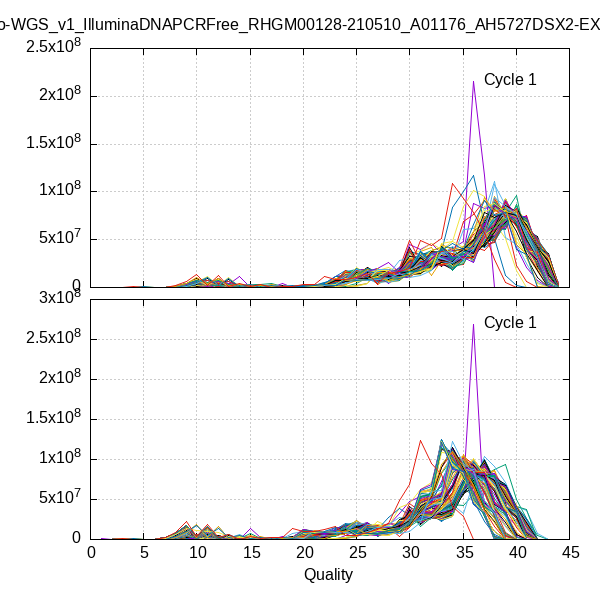 o-WGS_v1_IlluminaDNAPCRFree_RHGM00128-210510_A01176_AH5727DSX2-EX
2.5x10^8
2x10^8
1.5x10^8
1x10^8
5x10^7
0
Cycle 1
3x10^8
2.5x10^8
2x10^8
1.5x10^8
1x10^8
5x10^7
0
Cycle 1
0 5 10 15 20 25 30 35 40 45
Quality